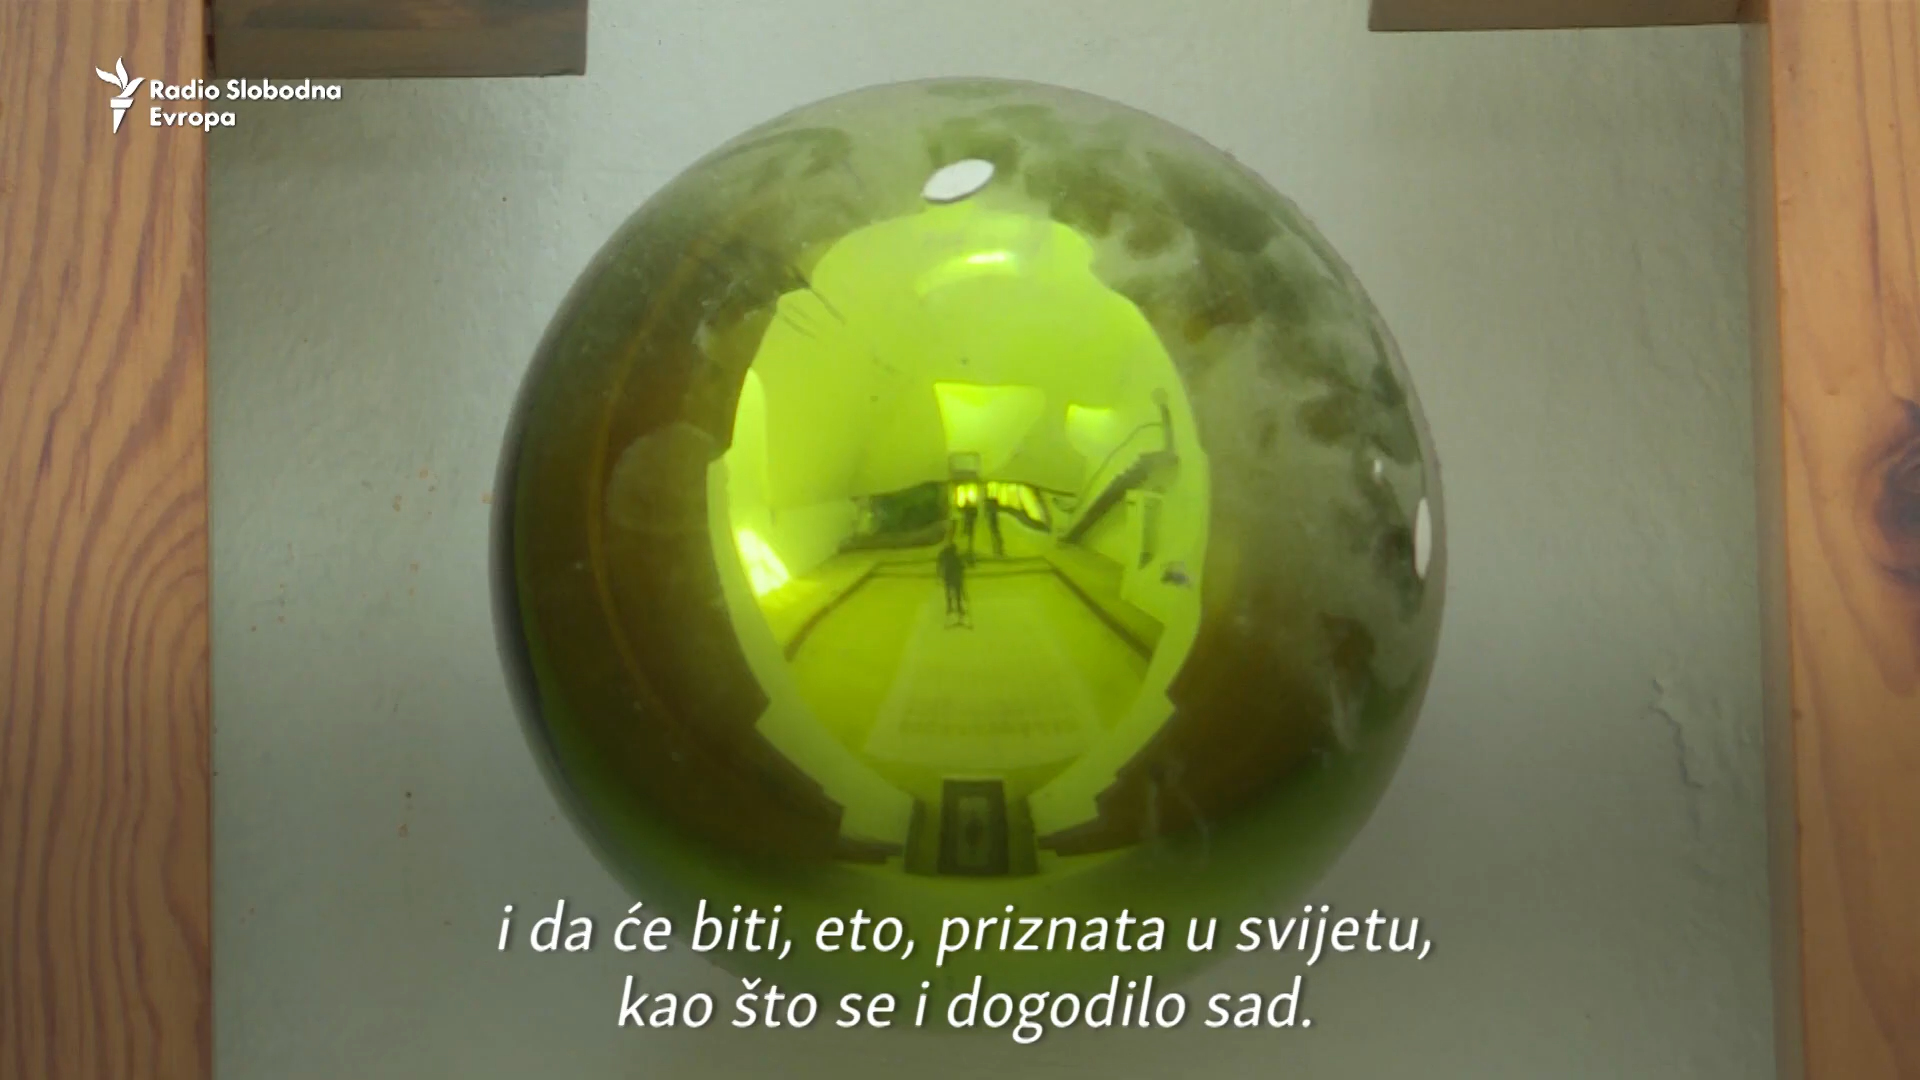 Radio Slobodna
Evropa
i da će biti, eto, priznata u svijetu,
kao što se i dogodilo sad.